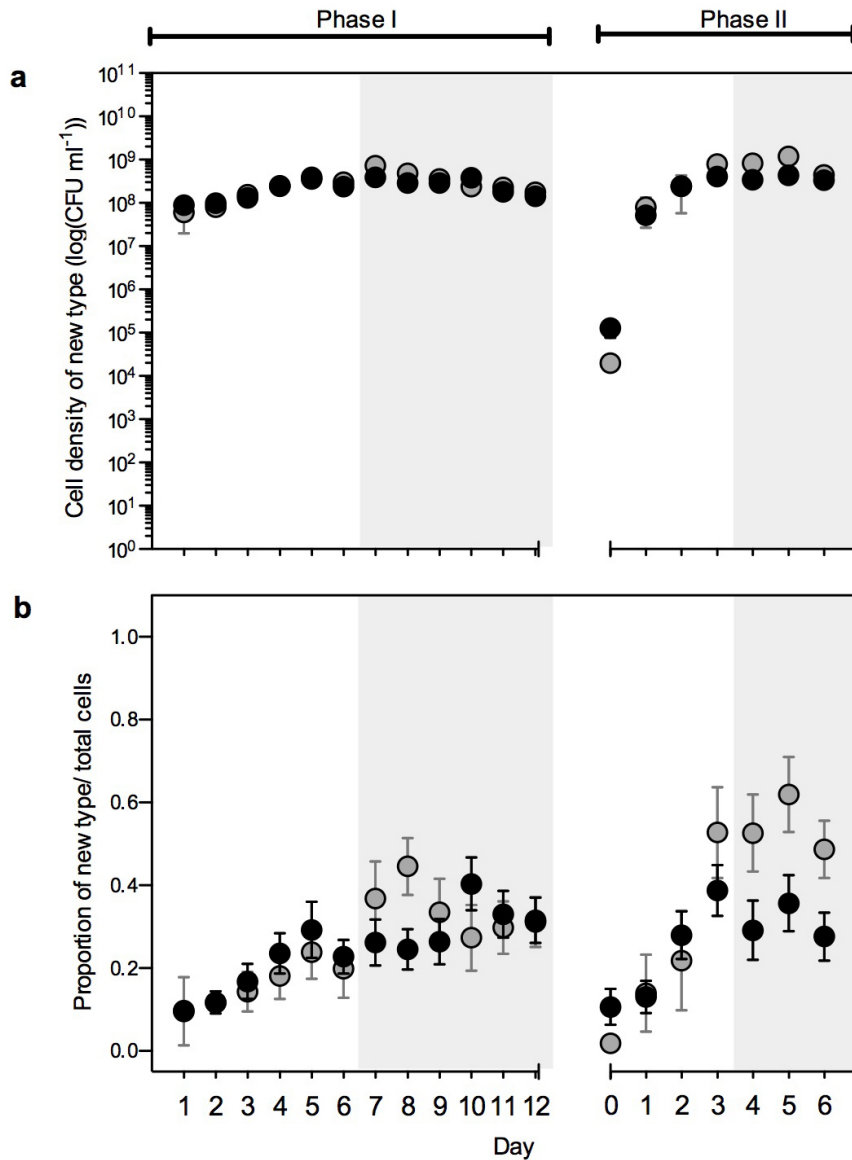 Phase I Phase II
a
Cell density of new type (log(CFU ml⁻¹))
10¹¹
10¹⁰
10⁹
10⁸
10⁷
10⁶
10⁵
10⁴
10³
10²
10¹
10⁰
b
Proportion of new type/ total cells
1.0
0.8
0.6
0.4
0.2
0.0
1 2 3 4 5 6 7 8 9 10 11 12 0 1 2 3 4 5 6
Day